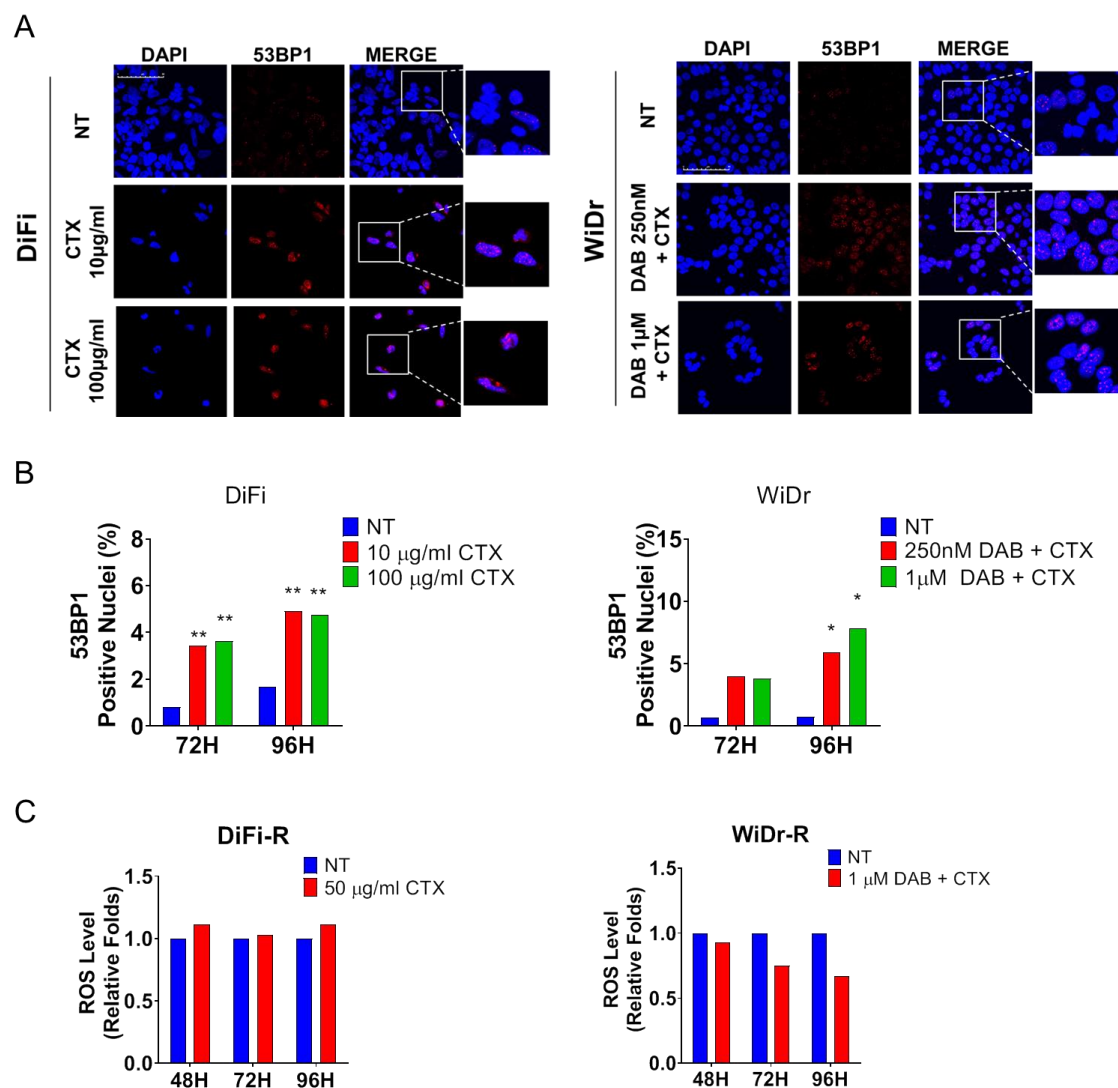 A
DAPI 53BP1 MERGE
DiFi
NT
CTX
10µg/ml
CTX
100µg/ml
DAPI 53BP1 MERGE
WiDr
NT
DAB 250nM
+ CTX
DAB 1µM
+ CTX
B
DiFi
NT
10 µg/ml CTX
100 µg/ml CTX
53BP1
Positive Nuclei (%)
8
6
4
2
0
** ** ** **
72H 96H
WiDr
NT
250nM DAB + CTX
1µM DAB + CTX
53BP1
Positive Nuclei (%)
15
10
5
0
* *
72H 96H
C
DiFi-R
NT
50 µg/ml CTX
ROS Level
(Relative Folds)
1.5
1.0
0.5
0.0
48H 72H 96H
WiDr-R
NT
1 µM DAB + CTX
ROS Level
(Relative Folds)
1.5
1.0
0.5
0.0
48H 72H 96H